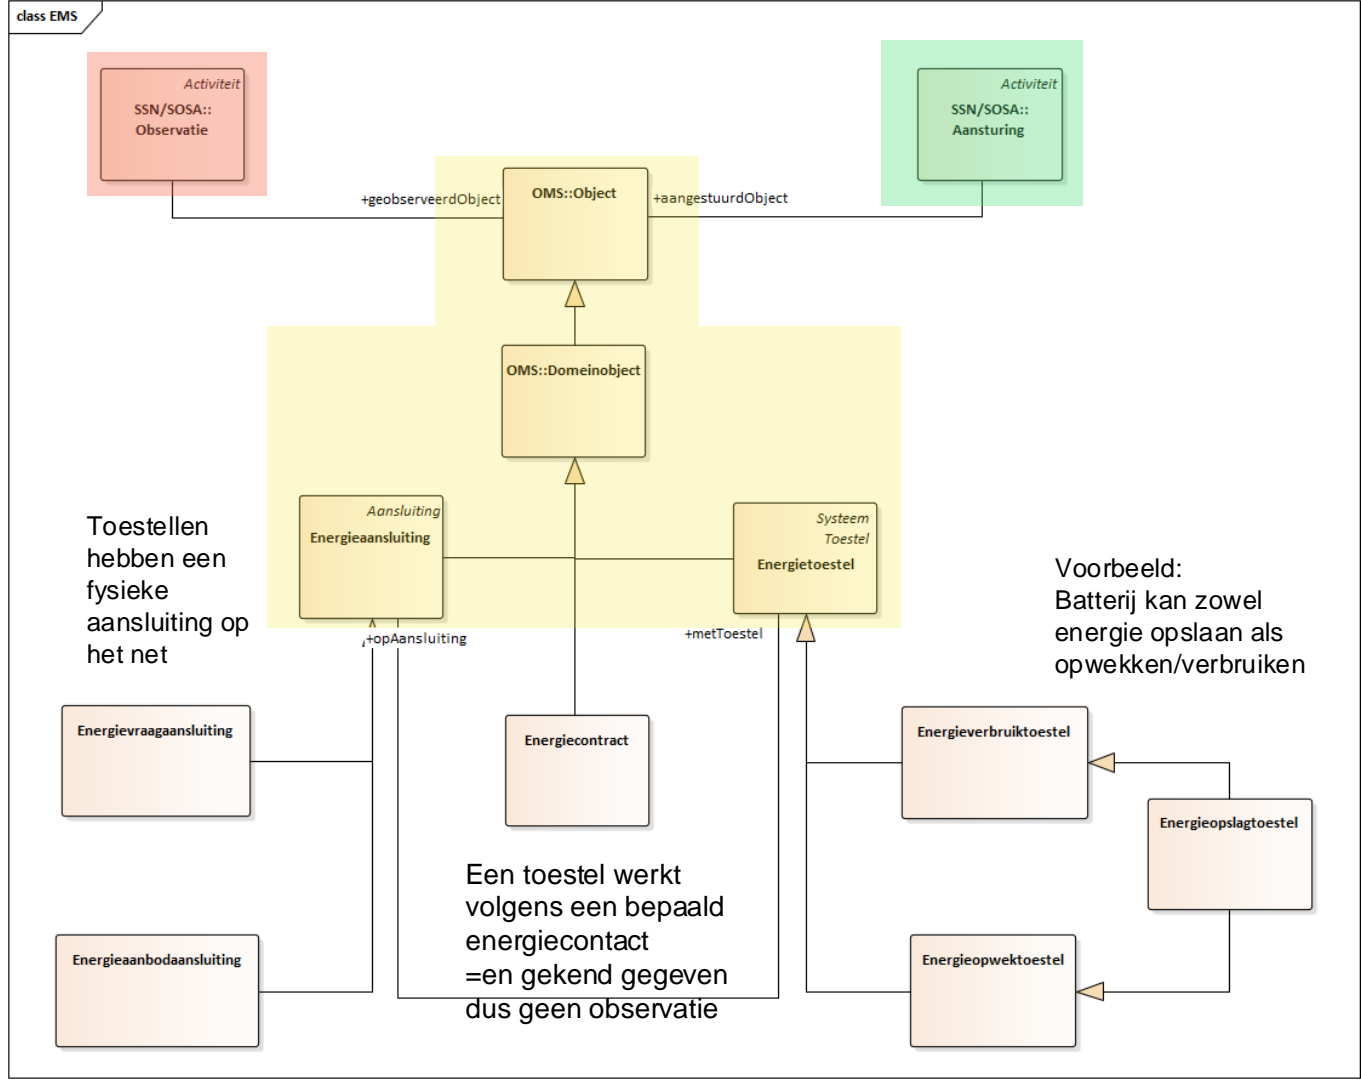 class EMS
Activiteit
SSN/SOSA::
Observatie
Activiteit
SSN/SOSA::
Aansturing
+geobserveerdObject
OMS::Object
+aangestuurdObject
OMS::Domeinobject
Aansluiting
Energieaansluiting
Systeem
Toestel
Energietoestel
Toestellen
hebben een
fysieke
aansluiting op
het net
Voorbeeld:
Batterij kan zowel
energie opslaan als
opwekken/verbruiken
+opAansluiting
+metToestel
Energievraagaansluiting
Energiecontract
Energieverbruiktoestel
Energieopslagtoestel
Een toestel werkt
volgens een bepaald
energiecontact
=en gekend gegeven
dus geen observatie
Energieaanbodaansluiting
Energieopwektoestel